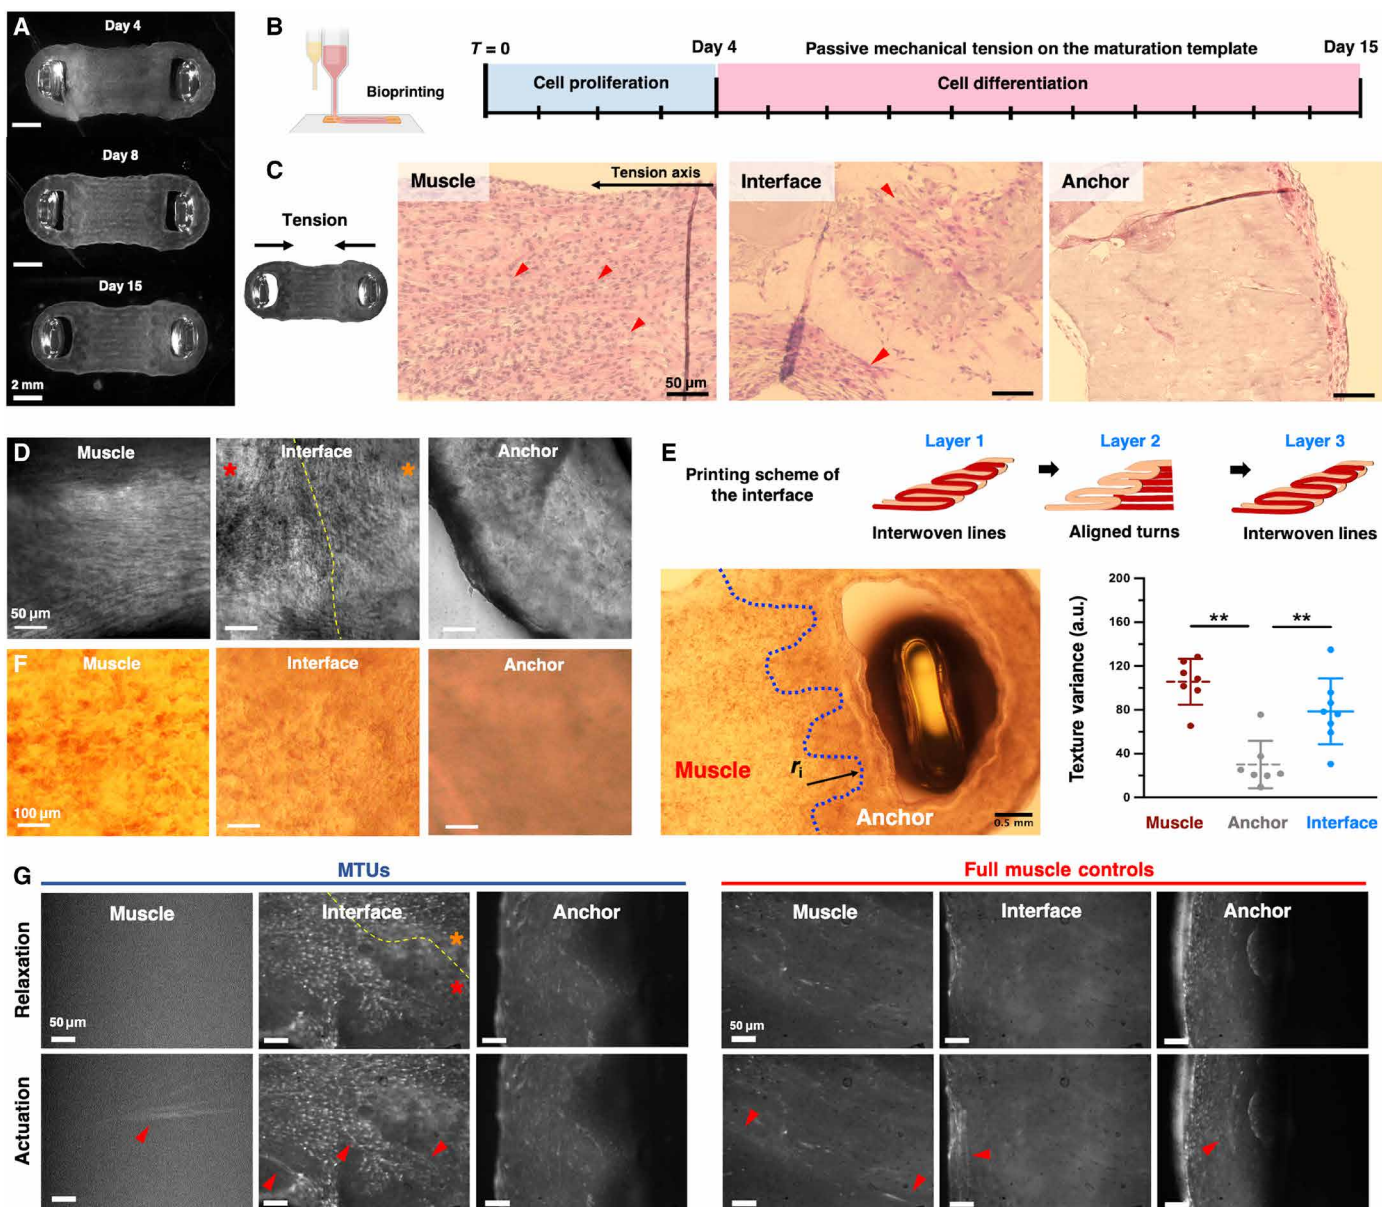 A
Day 4
Day 8
Day 15
2 mm
B
Bioprinting
T = 0
Day 4
Passive mechanical tension on the maturation template
Day 15
Cell proliferation
Cell differentiation
C
Tension
Muscle
Tension axis
50 µm
Interface
Anchor
D
Muscle
50 µm
Interface
*
*
Anchor
E
Printing scheme of
the interface
Layer 1
Layer 2
Layer 3
Interwoven lines
Aligned turns
Interwoven lines
Muscle
ri
Anchor
0.5 mm
Texture variance (a.u.)
200
160
120
80
40
0
**
**
Muscle
Anchor
Interface
F
Muscle
100 µm
Interface
Anchor
G
MTUs
Full muscle controls
Relaxation
Muscle
50 µm
Interface
*
*
Anchor
Muscle
50 µm
Interface
Anchor
Actuation